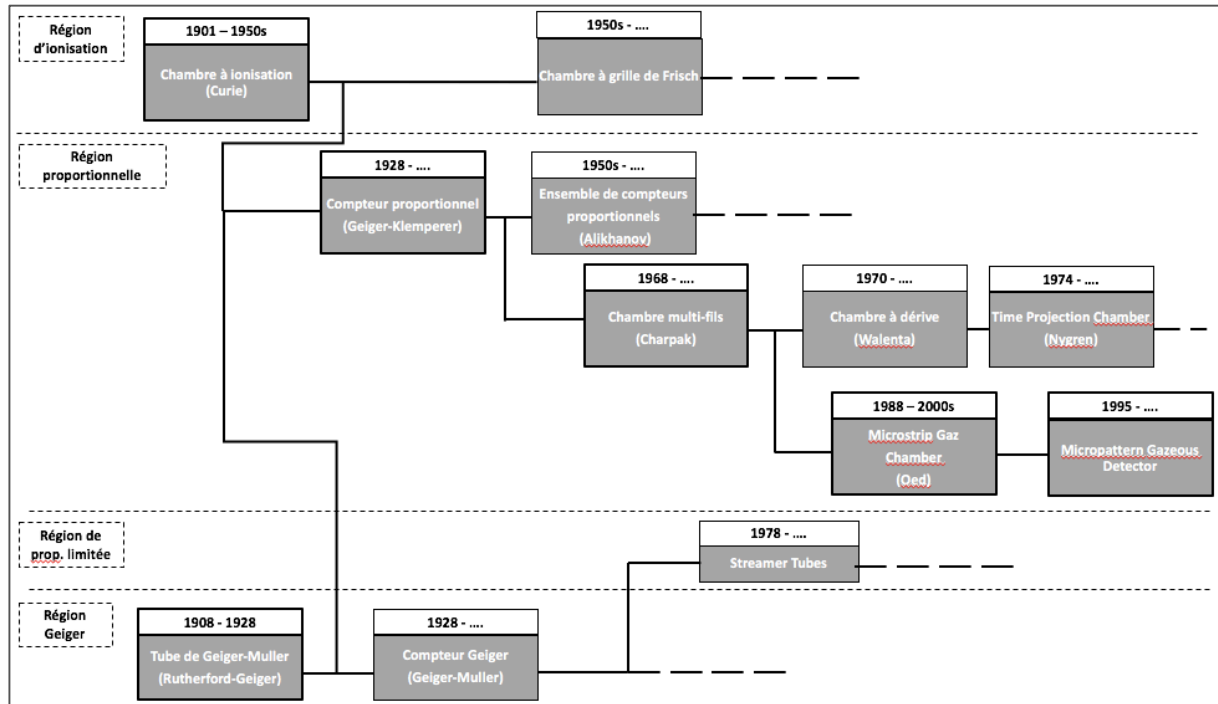 Région
d'ionisation
1901 – 1950s
Chambre à ionisation
(Curie)
1950s - ....
Chambre à grille de Frisch
Région
proportionnelle
1928 - ....
Compteur proportionnel
(Geiger-Klemperer)
1950s - ....
Ensemble de compteurs
proportionnels
(Alikhanov)
1968 - ....
Chambre multi-fils
(Charpak)
1970 - ....
Chambre à dérive
(Walenta)
1974 - ....
Time Projection Chamber
(Nygren)
1988 – 2000s
Microstrip Gaz
Chamber
(Oed)
1995 - ....
Micropattern Gazeous
Detector
Région de
prop. limitée
1978 - ....
Streamer Tubes
Région
Geiger
1908 - 1928
Tube de Geiger-Muller
(Rutherford-Geiger)
1928 - ....
Compteur Geiger
(Geiger-Muller)